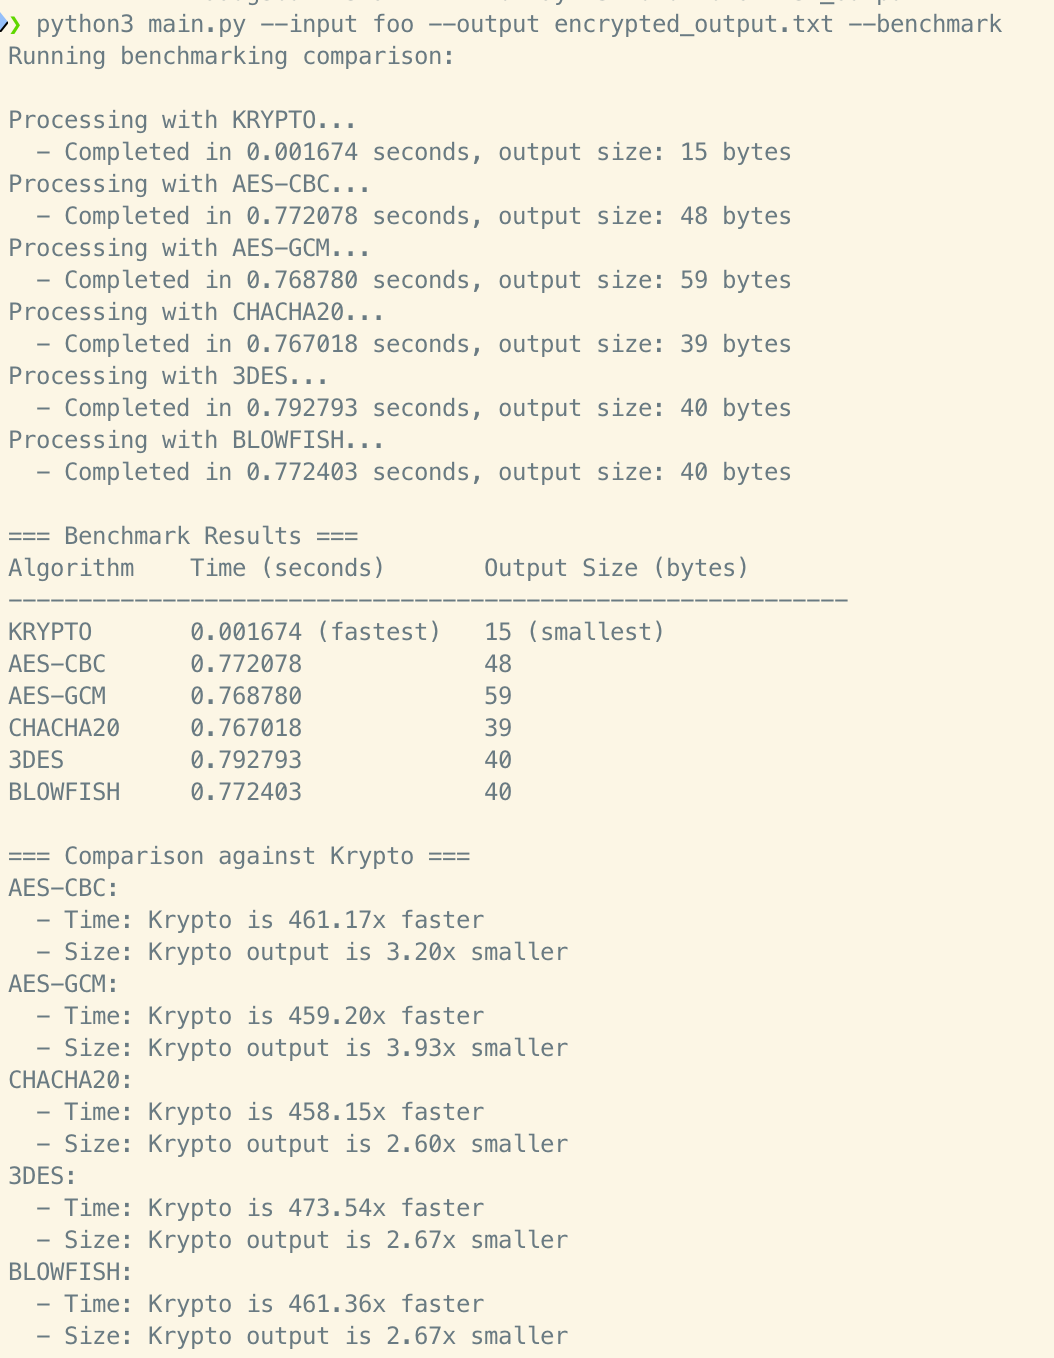 ❯ python3 main.py --input foo --output encrypted_output.txt --benchmark
Running benchmarking comparison:

Processing with KRYPTO...
  - Completed in 0.001674 seconds, output size: 15 bytes
Processing with AES-CBC...
  - Completed in 0.772078 seconds, output size: 48 bytes
Processing with AES-GCM...
  - Completed in 0.768780 seconds, output size: 59 bytes
Processing with CHACHA20...
  - Completed in 0.767018 seconds, output size: 39 bytes
Processing with 3DES...
  - Completed in 0.792793 seconds, output size: 40 bytes
Processing with BLOWFISH...
  - Completed in 0.772403 seconds, output size: 40 bytes

=== Benchmark Results ===
Algorithm    Time (seconds)       Output Size (bytes)
------------------------------------------------------------
KRYPTO       0.001674 (fastest)   15 (smallest)
AES-CBC      0.772078             48
AES-GCM      0.768780             59
CHACHA20     0.767018             39
3DES         0.792793             40
BLOWFISH     0.772403             40

=== Comparison against Krypto ===
AES-CBC:
  - Time: Krypto is 461.17x faster
  - Size: Krypto output is 3.20x smaller
AES-GCM:
  - Time: Krypto is 459.20x faster
  - Size: Krypto output is 3.93x smaller
CHACHA20:
  - Time: Krypto is 458.15x faster
  - Size: Krypto output is 2.60x smaller
3DES:
  - Time: Krypto is 473.54x faster
  - Size: Krypto output is 2.67x smaller
BLOWFISH:
  - Time: Krypto is 461.36x faster
  - Size: Krypto output is 2.67x smaller